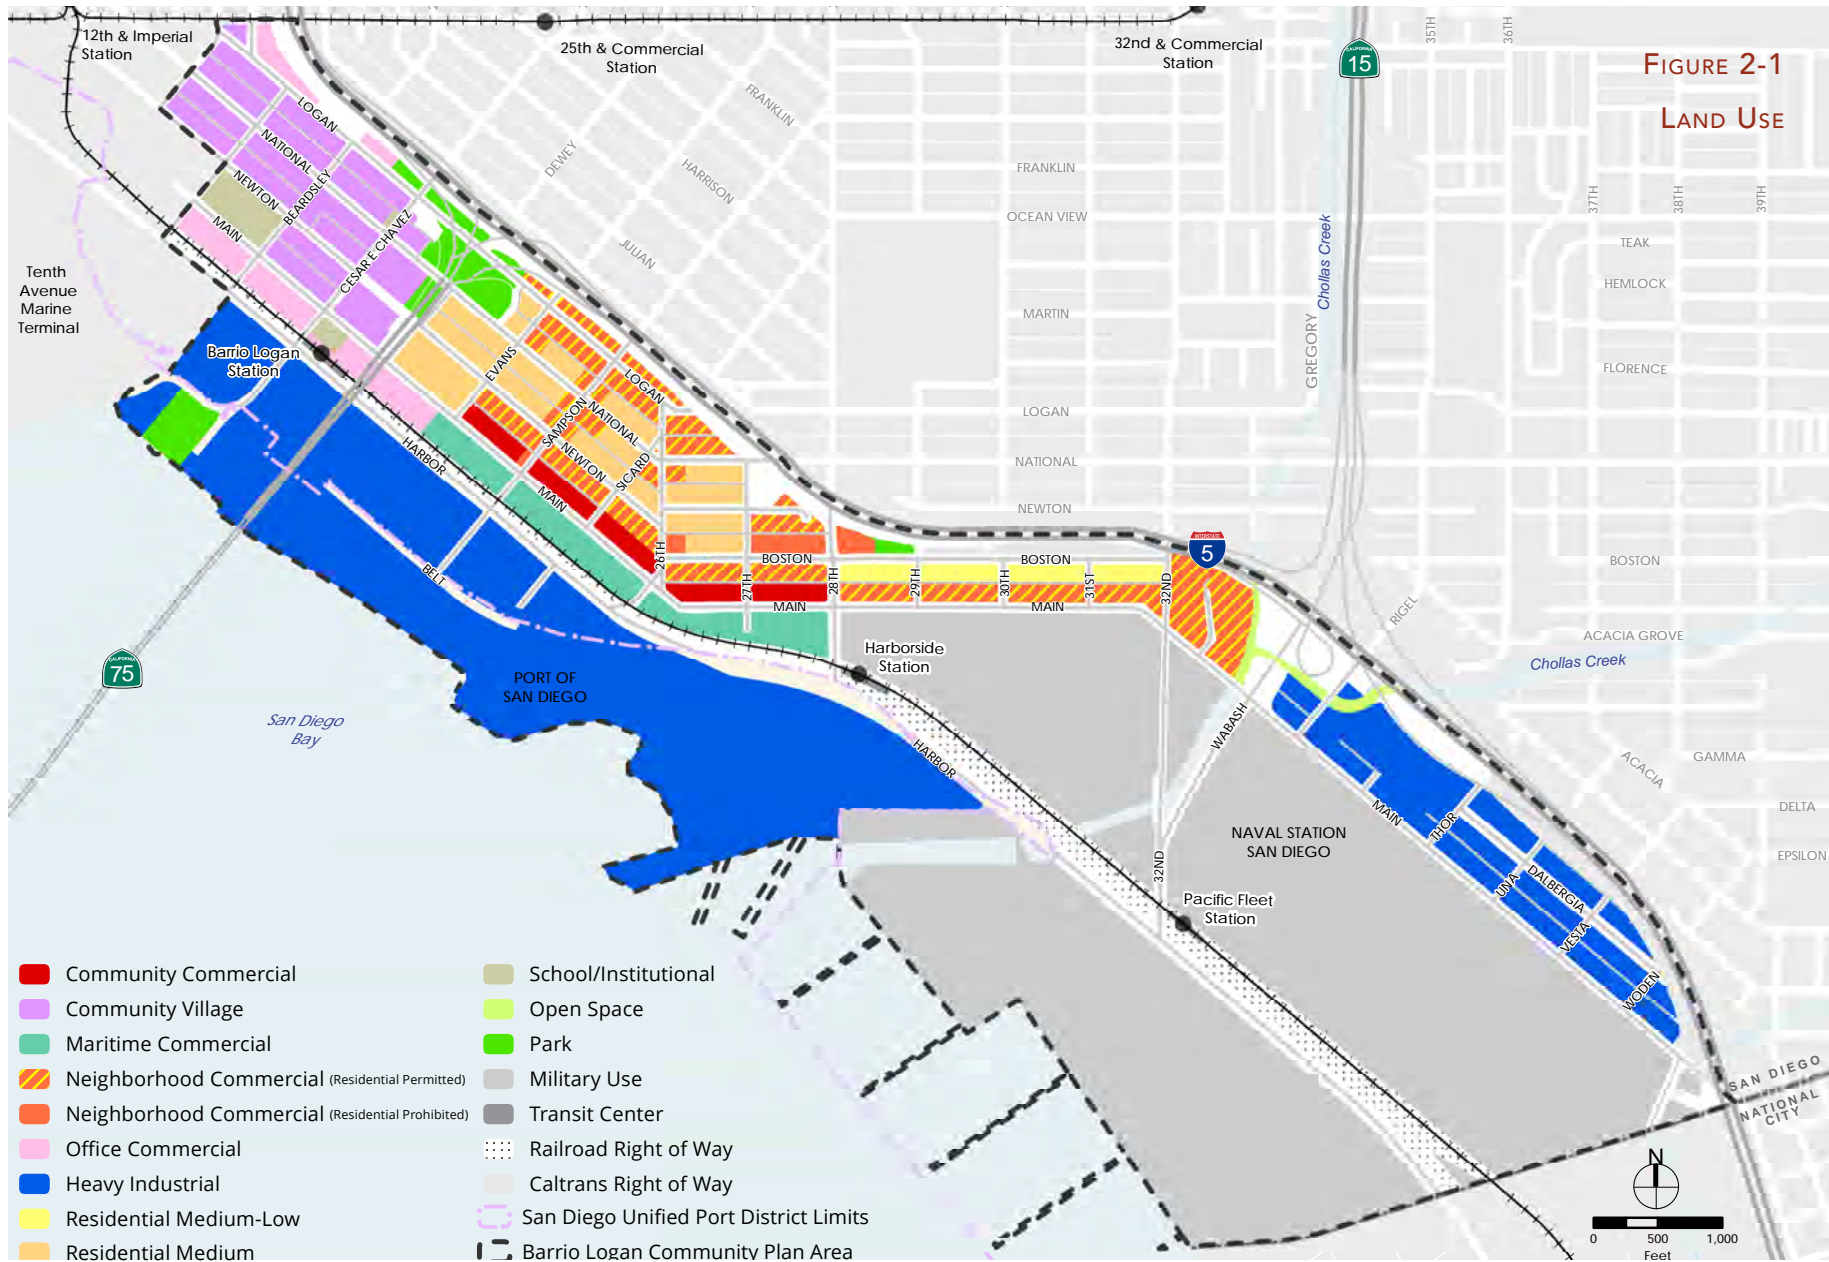 FIGURE 2-1
LAND USE
12th & Imperial
Station
25th & Commercial
Station
32nd & Commercial
Station
CALIFORNIA
15
35TH
36TH
FRANKLIN
LOGAN
NATIONAL
DEWEY
HARRISON
FRANKLIN
NEWTON
BEARDSLEY
37TH
38TH
39TH
MAIN
CESAR E CHAVEZ
JULIAN
OCEAN VIEW
Chollas Creek
TEAK
Tenth
Avenue
Marine
Terminal
HEMLOCK
MARTIN
GREGORY
Barrio Logan
Station
EVANS
LOGAN
FLORENCE
SAMPSON
NATIONAL
LOGAN
HARBOR
NEWTON
SICARD
NATIONAL
MAIN
NEWTON
26TH
BOSTON
BOSTON
INTERSTATE
5
BOSTON
BELT
27TH
28TH
29TH
30TH
31ST
32ND
MAIN
MAIN
RIGEL
ACACIA GROVE
Chollas Creek
CALIFORNIA
75
PORT OF
SAN DIEGO
Harborside
Station
San Diego
Bay
WABASH
HARBOR
ACACIA
GAMMA
DELTA
MAIN
THOR
NAVAL STATION
SAN DIEGO
EPSILON
32ND
UNA
DALBERGIA
Pacific Fleet
Station
VESTA
WODEN
Community Commercial
Community Village
Maritime Commercial
Neighborhood Commercial (Residential Permitted)
Neighborhood Commercial (Residential Prohibited)
Office Commercial
Heavy Industrial
Residential Medium-Low
Residential Medium
School/Institutional
Open Space
Park
Military Use
Transit Center
Railroad Right of Way
Caltrans Right of Way
San Diego Unified Port District Limits
Barrio Logan Community Plan Area
SAN DIEGO
NATIONAL
CITY
N
0 500 1,000
Feet